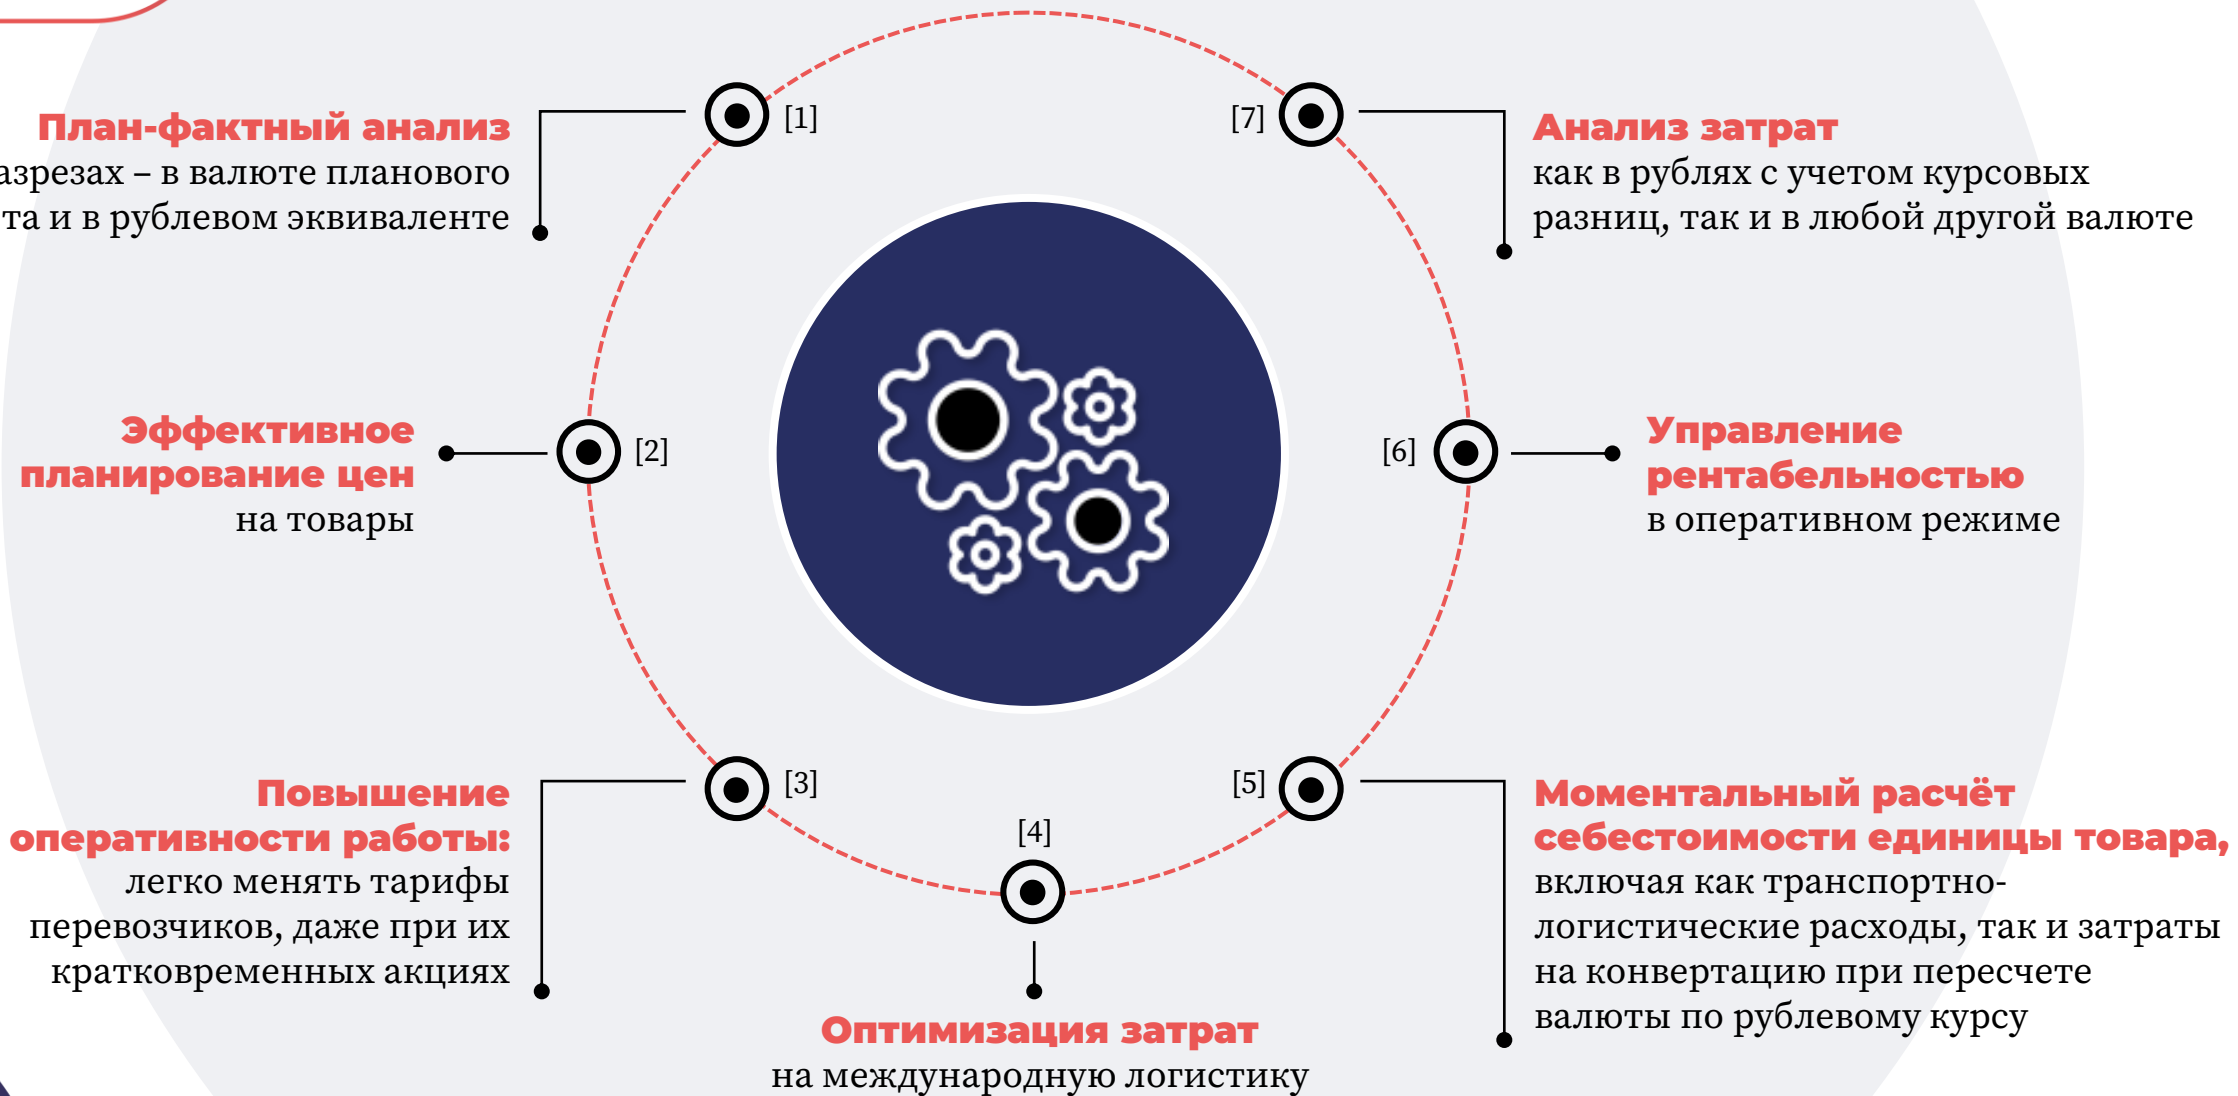 [1]
План-фактный анализ
– в валюте планового
и в рублевом эквиваленте
[2]
Эффективное
планирование цен
на товары
[3]
Повышение
оперативности работы:
легко менять тарифы
перевозчиков, даже при их
кратковременных акциях
[4]
Оптимизация затрат
на международную логистику
[5]
Моментальный расчёт
себестоимости единицы товара,
включая как транспортно-
логистические расходы, так и затраты
на конвертацию при пересчете
валюты по рублевому курсу
[6]
Управление
рентабельностью
в оперативном режиме
[7]
Анализ затрат
как в рублях с учетом курсовых
разниц, так и в любой другой валюте